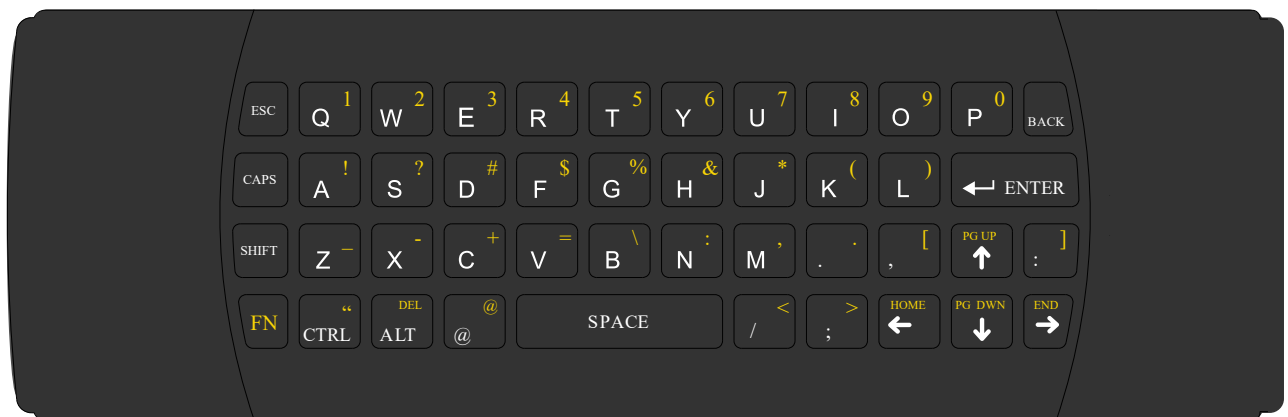 ESC Q 1 W 2 E 3 R 4 T 5 Y 6 U 7 I 8 O 9 P 0 BACK
CAPS A ! S ? D # F $ G % H & J * K ( L ) ENTER
SHIFT Z _ X - C + V = B \ N : M , . . , [ PG UP : ]
FN CTRL “ ALT DEL @ @ SPACE / < ; > HOME PG DWN END